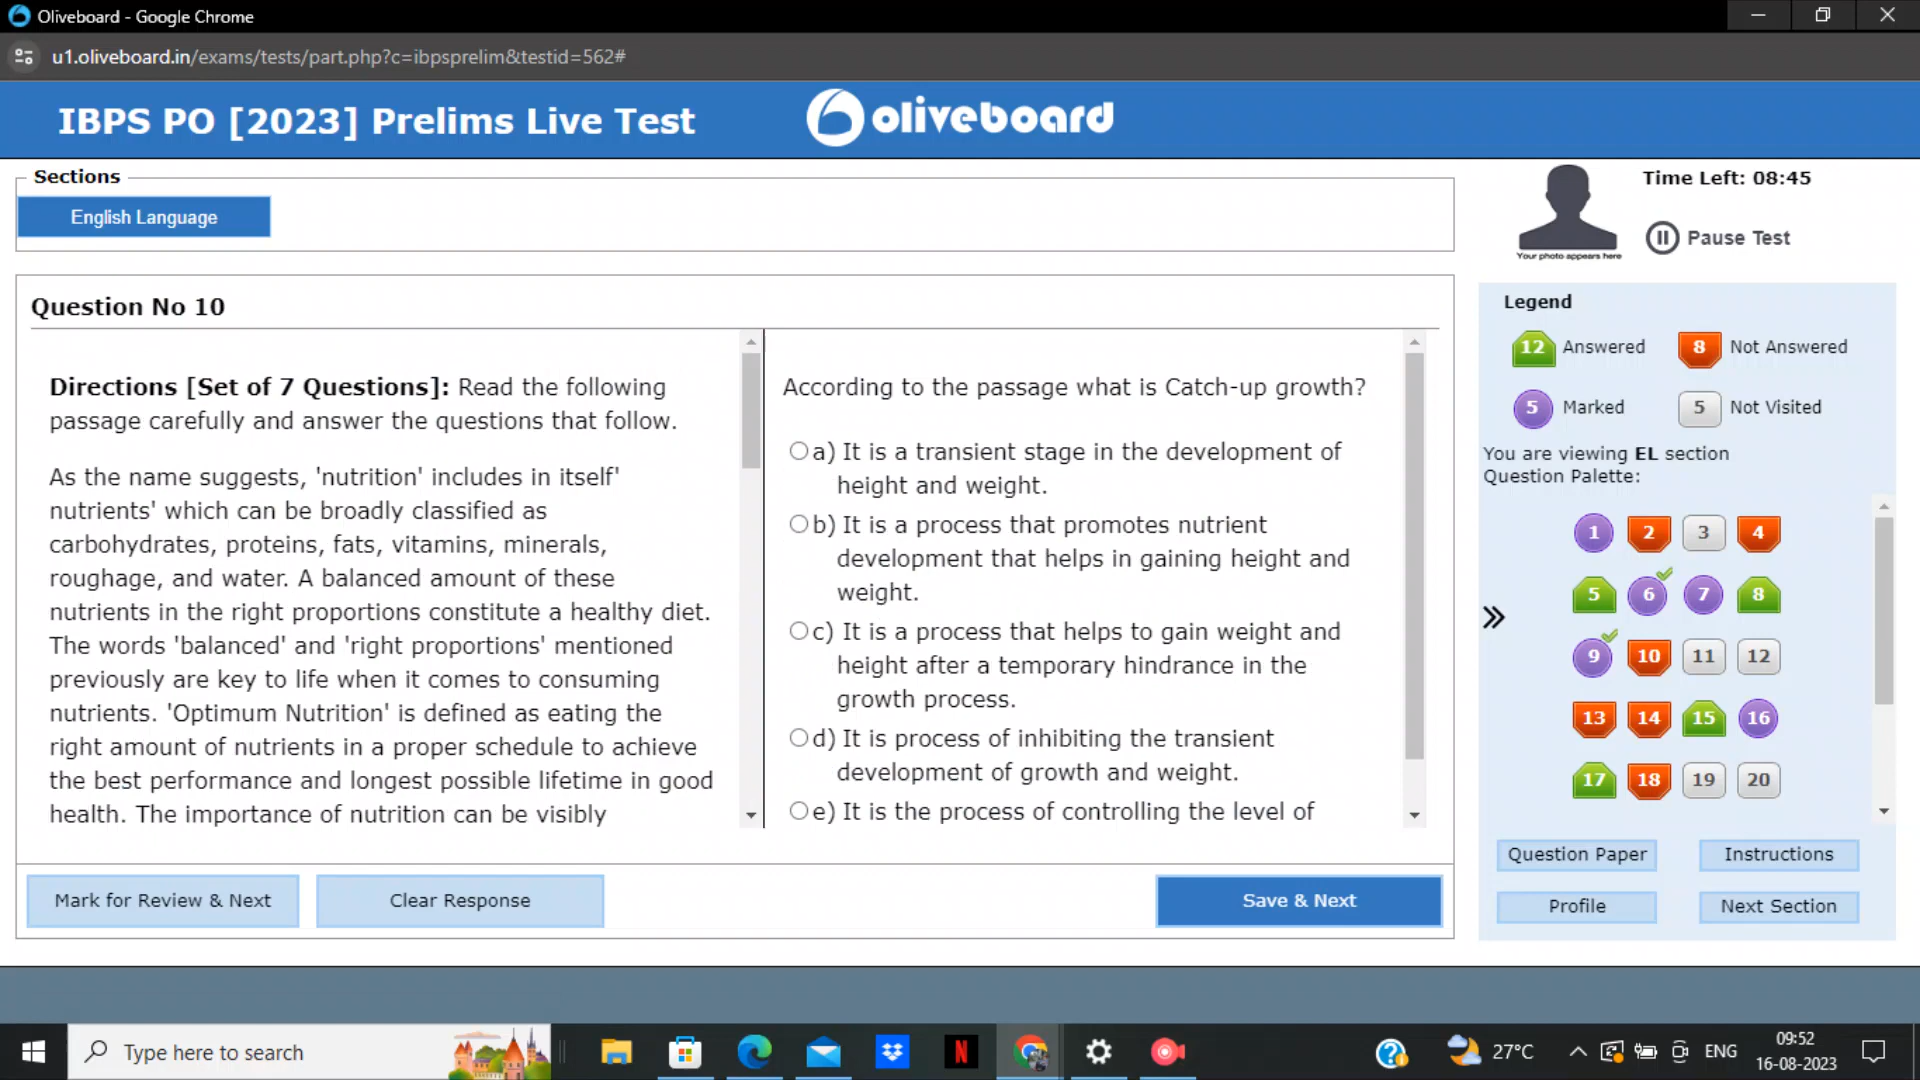 Oliveboard - Google Chrome
u1.oliveboard.in/exams/tests/part.php?c=ibpsprelim&testid=562#
IBPS PO [2023] Prelims Live Test
oliveboard
Sections
English Language
Your photo appears here
Time Left: 08:45
Pause Test
Question No 10
Directions [Set of 7 Questions]: Read the following
passage carefully and answer the questions that follow.
As the name suggests, 'nutrition' includes in itself'
nutrients' which can be broadly classified as
carbohydrates, proteins, fats, vitamins, minerals,
roughage, and water. A balanced amount of these
nutrients in the right proportions constitute a healthy diet.
The words 'balanced' and 'right proportions' mentioned
previously are key to life when it comes to consuming
nutrients. 'Optimum Nutrition' is defined as eating the
right amount of nutrients in a proper schedule to achieve
the best performance and longest possible lifetime in good
health. The importance of nutrition can be visibly
According to the passage what is Catch-up growth?
a) It is a transient stage in the development of
height and weight.
b) It is a process that promotes nutrient
development that helps in gaining height and
weight.
c) It is a process that helps to gain weight and
height after a temporary hindrance in the
growth process.
d) It is process of inhibiting the transient
development of growth and weight.
e) It is the process of controlling the level of
Mark for Review & Next
Clear Response
Save & Next
Legend
12 Answered
8 Not Answered
5 Marked
5 Not Visited
You are viewing EL section
Question Palette:
1 2 3 4
5 6 7 8
9 10 11 12
13 14 15 16
17 18 19 20
Question Paper
Instructions
Profile
Next Section
Type here to search
N
27°C
ENG
09:52
16-08-2023